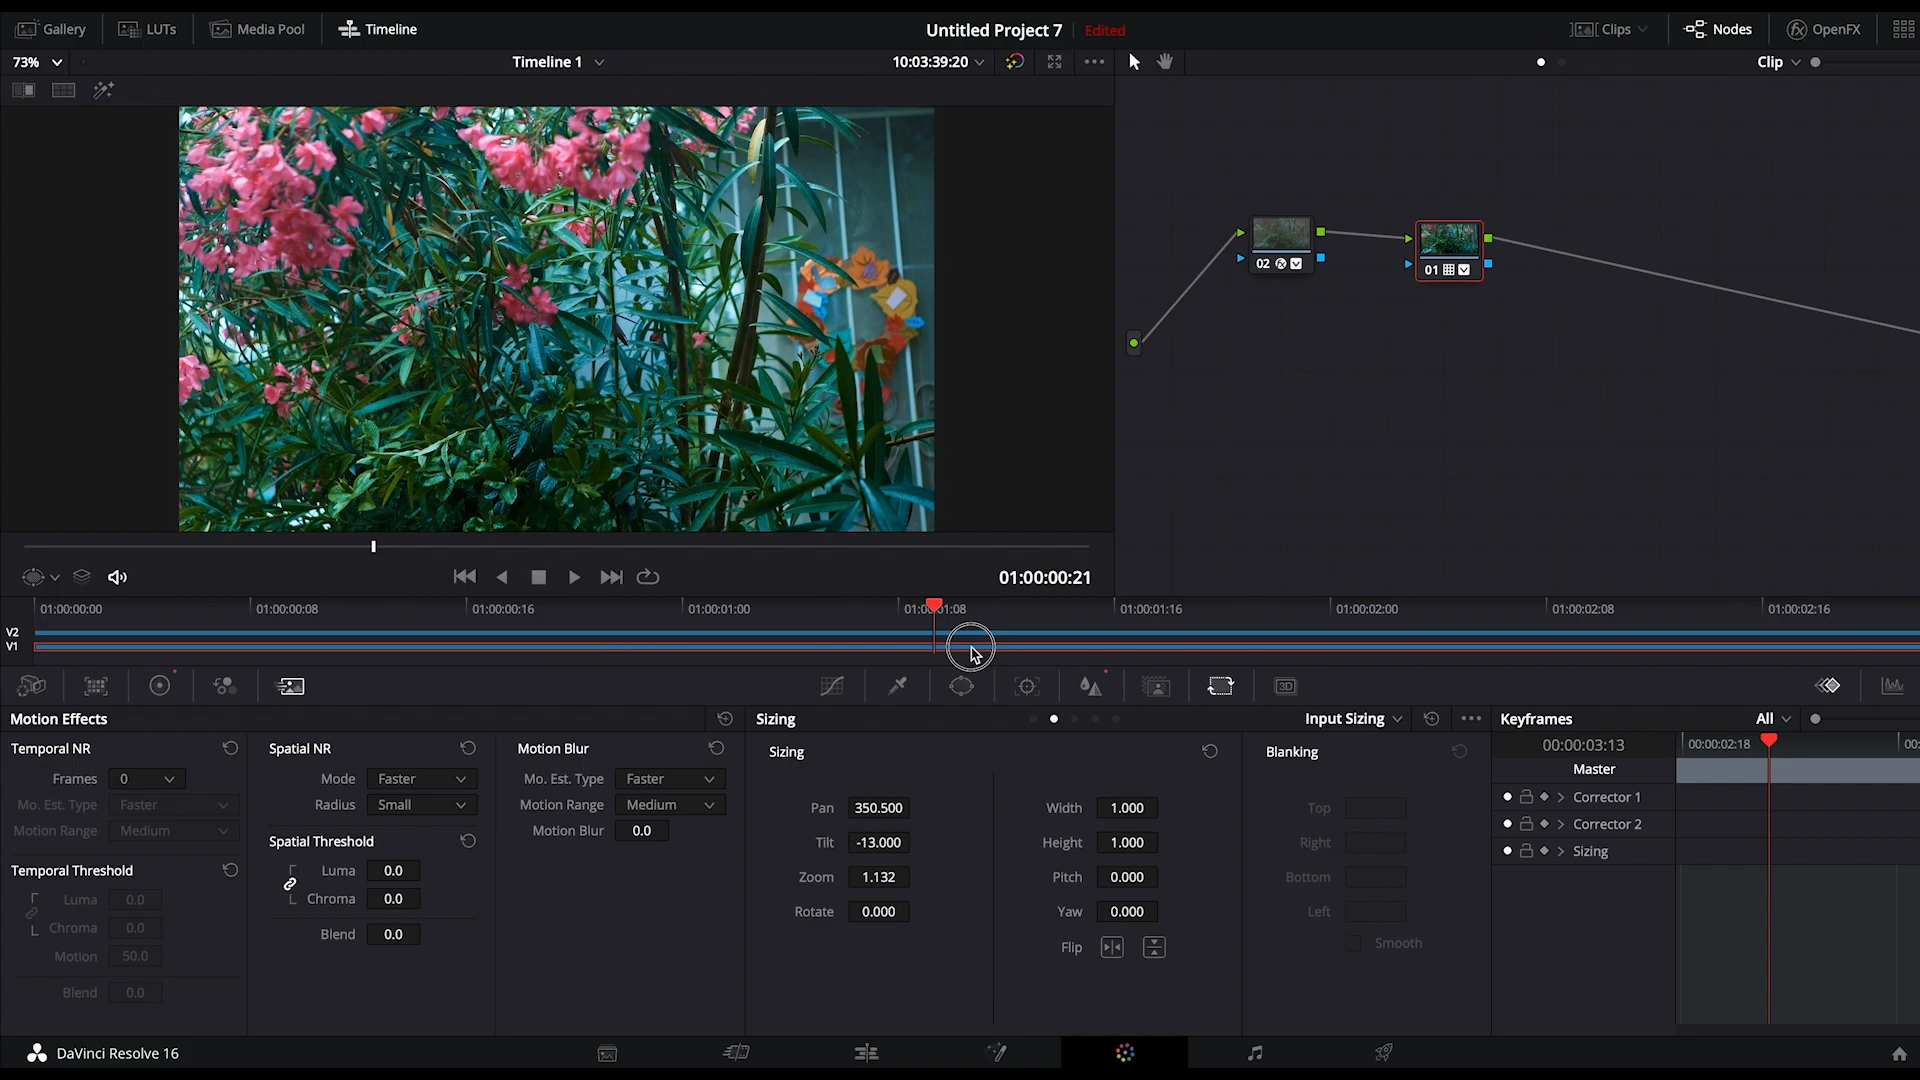 Gallery LUTs Media Pool Timeline Untitled Project 7 Edited Clips Nodes OpenFX
73% Timeline 1 10:03:39:20 Clip
02 01
01:00:00:21
01:00:00:00 01:00:00:08 01:00:00:16 01:00:01:00 01:00:01:08 01:00:01:16 01:00:02:00 01:00:02:08 01:00:02:16
V2
V1
3D
Motion Effects Sizing Input Sizing Keyframes All
Temporal NR Spatial NR Motion Blur Sizing Blanking 00:00:03:13 00:00:02:18 00:
Master
Frames 0 Mode Faster Mo. Est. Type Faster
Mo. Est. Type Faster Radius Small Motion Range Medium Pan 350.500 Width 1.000 Top Corrector 1
Motion Range Medium Motion Blur 0.0 Corrector 2
Spatial Threshold Tilt -13.000 Height 1.000 Right Sizing
Temporal Threshold Luma 0.0 Zoom 1.132 Pitch 0.000 Bottom
Luma 0.0 Chroma 0.0 Rotate 0.000 Yaw 0.000 Left
Chroma 0.0 Blend 0.0 Flip Smooth
Motion 50.0
Blend 0.0
DaVinci Resolve 16